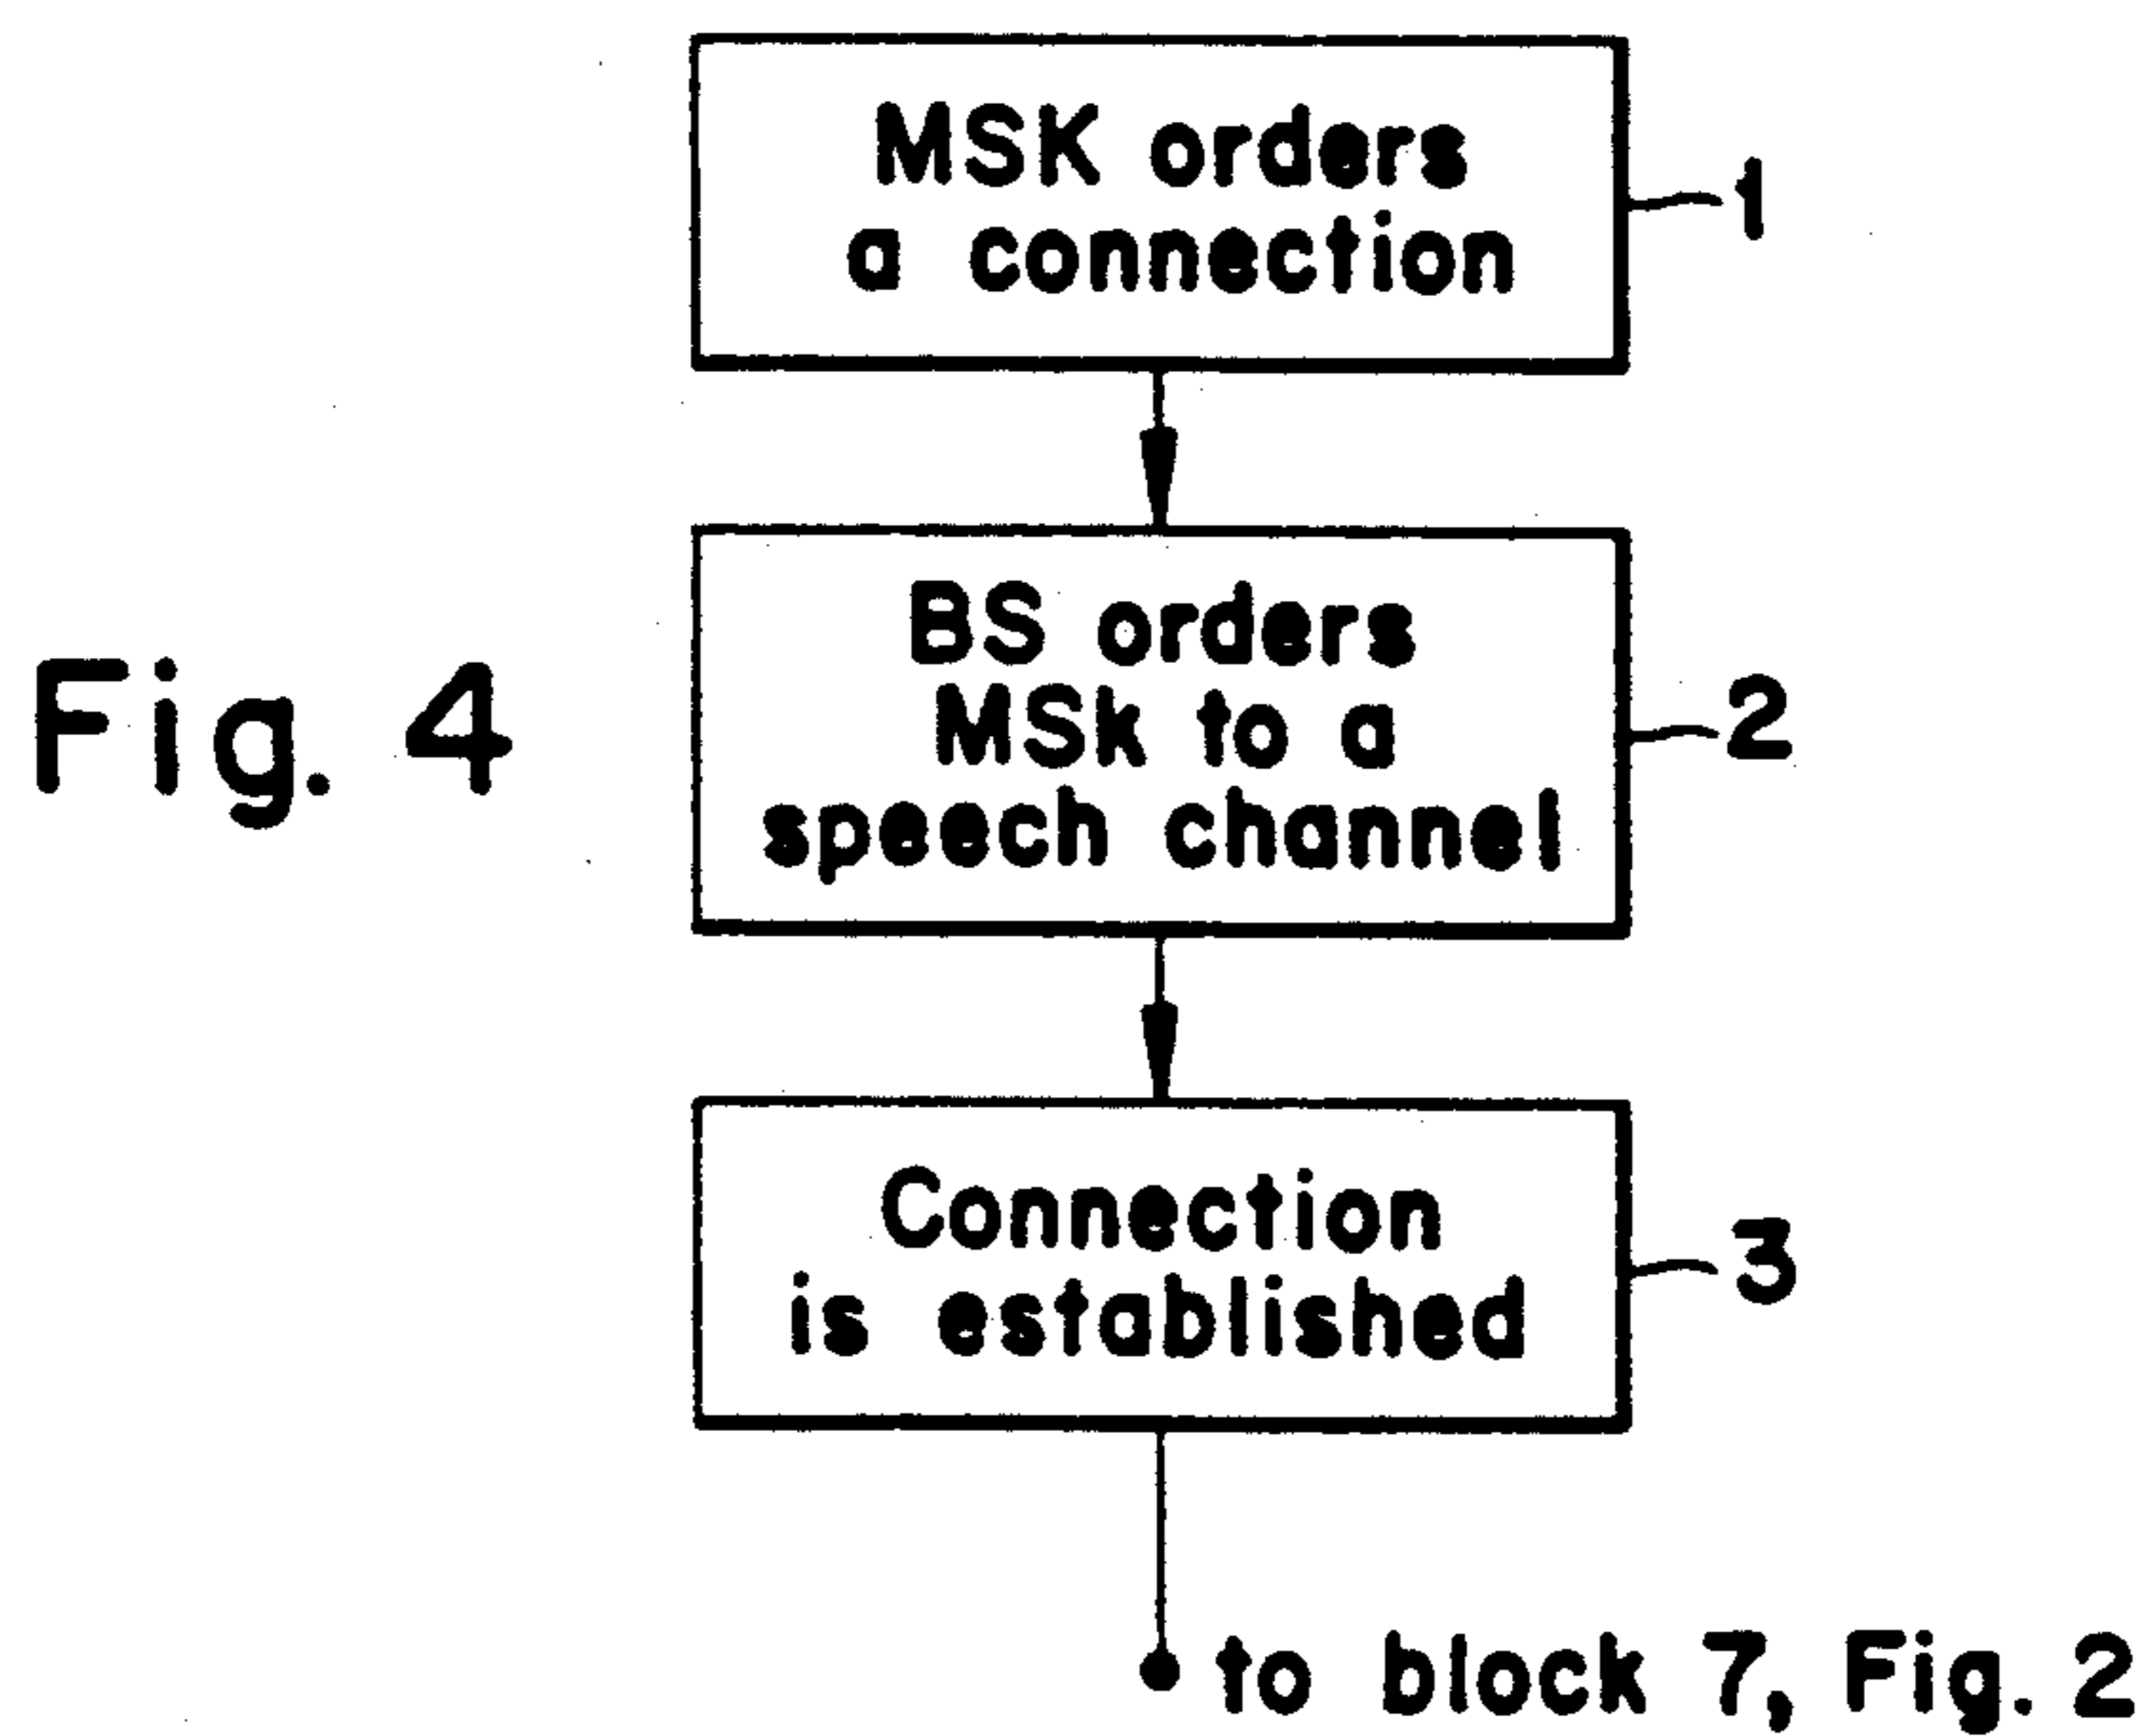 MSK orders
a connection
1
BS orders
MSk to a
speech channel
2
Fig. 4
Connection
is established
3
to block 7, Fig. 2